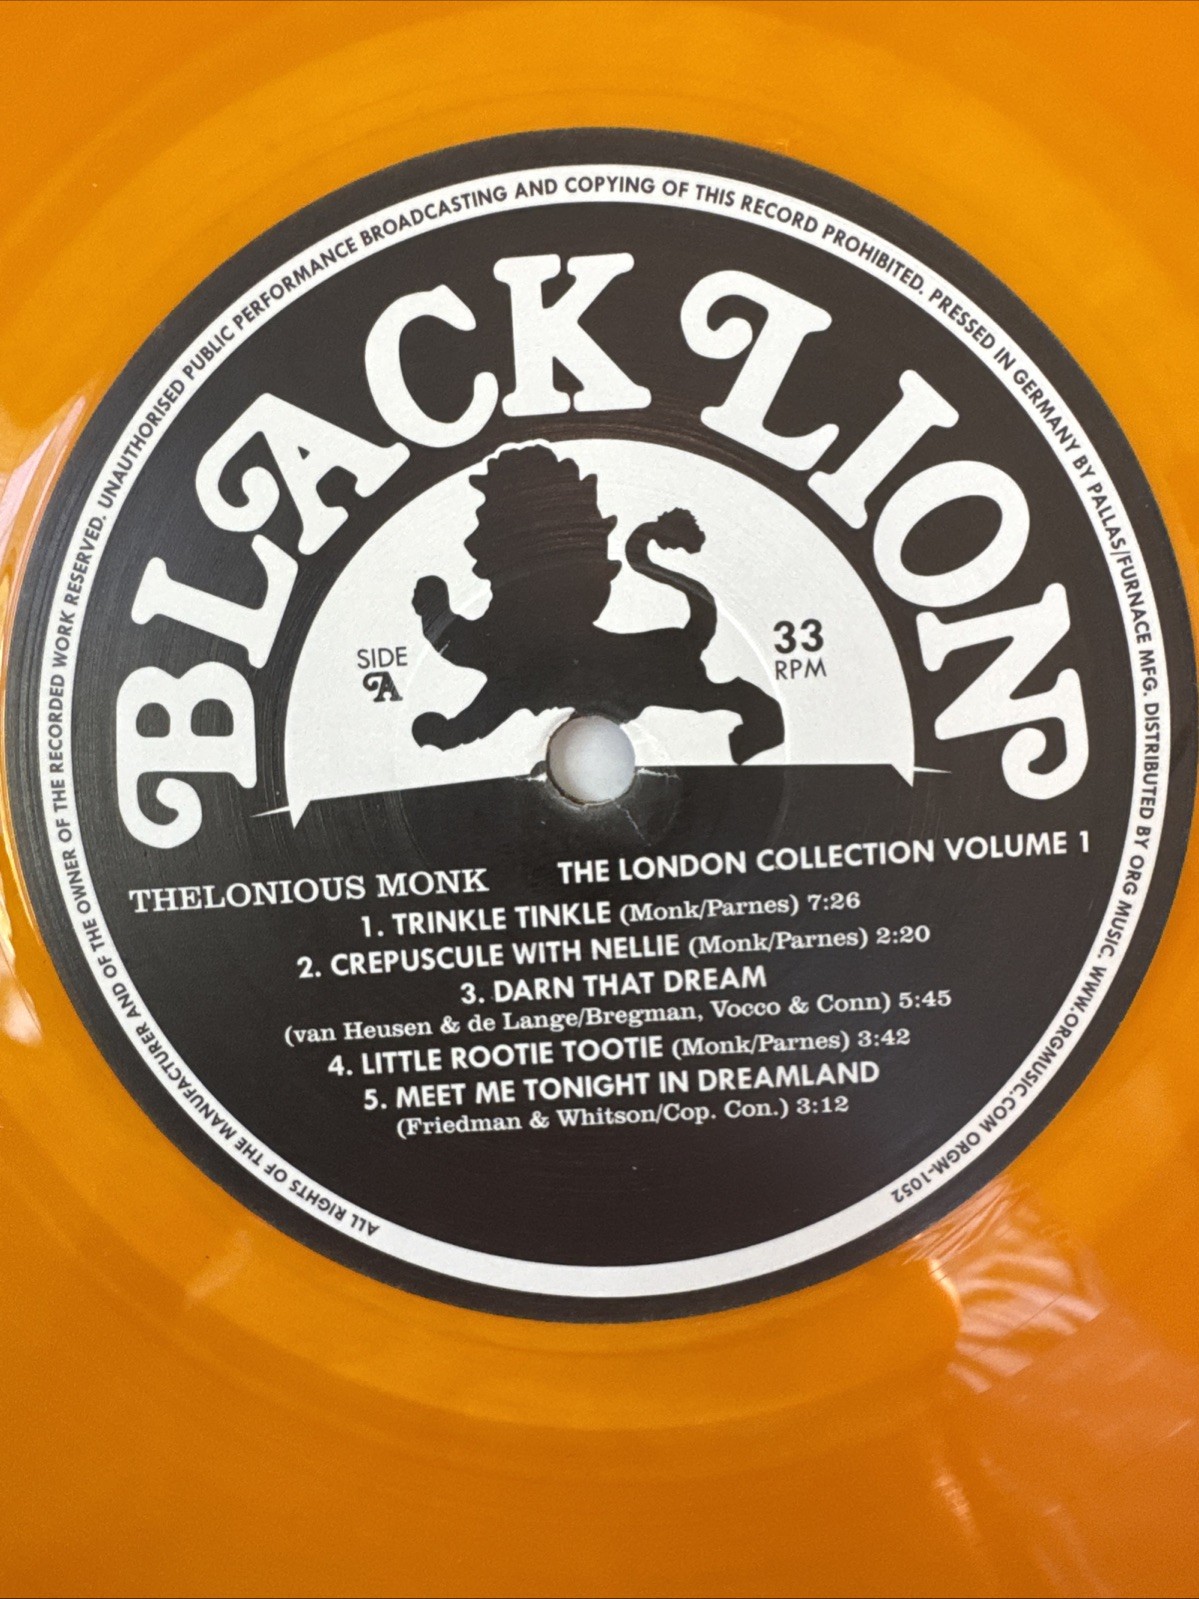 ALL RIGHTS OF THE MANUFACTURER AND OF THE OWNER OF THE RECORDED WORK RESERVED. UNAUTHORISED PUBLIC PERFORMANCE BROADCASTING AND COPYING OF THIS RECORD PROHIBITED. PRESSED IN GERMANY BY PALLAS/FURNACE MFG. DISTRIBUTED BY ORG MUSIC. WWW.ORGMUSIC.COM ORGM-1052
BLACK LION
SIDE
A
33
RPM
THELONIOUS MONK THE LONDON COLLECTION VOLUME 1
1. TRINKLE TINKLE (Monk/Parnes) 7:26
2. CREPUSCULE WITH NELLIE (Monk/Parnes) 2:20
3. DARN THAT DREAM
(van Heusen & de Lange/Bregman, Vocco & Conn) 5:45
4. LITTLE ROOTIE TOOTIE (Monk/Parnes) 3:42
5. MEET ME TONIGHT IN DREAMLAND
(Friedman & Whitson/Cop. Con.) 3:12